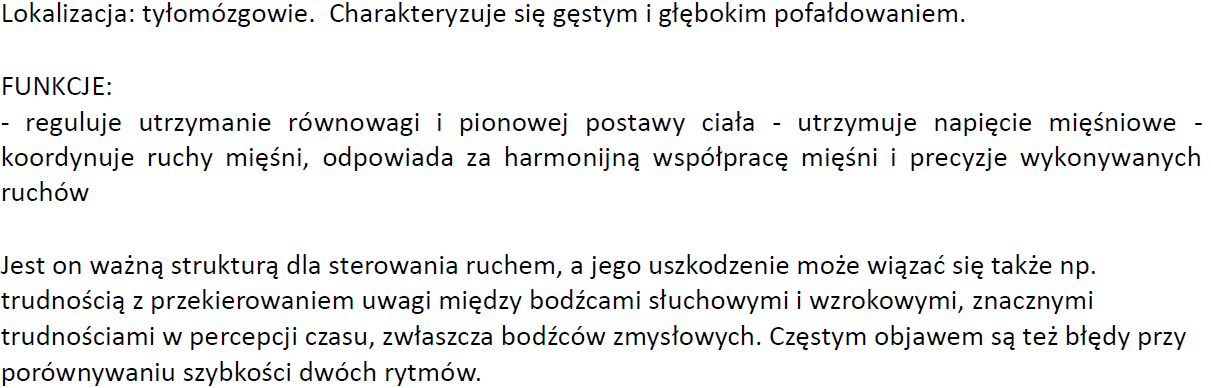 Lokalizacja: tyłomózgowie.  Charakteryzuje się gęstym i głębokim pofałdowaniem.
FUNKCJE:
- reguluje utrzymanie równowagi i pionowej postawy ciała - utrzymuje napięcie mięśniowe -
koordynuje ruchy mięśni, odpowiada za harmonijną współpracę mięśni i precyzje wykonywanych
ruchów
Jest on ważną strukturą dla sterowania ruchem, a jego uszkodzenie może wiązać się także np.
trudnością z przekierowaniem uwagi między bodźcami słuchowymi i wzrokowymi, znacznymi
trudnościami w percepcji czasu, zwłaszcza bodźców zmysłowych. Częstym objawem są też błędy przy
porównywaniu szybkości dwóch rytmów.